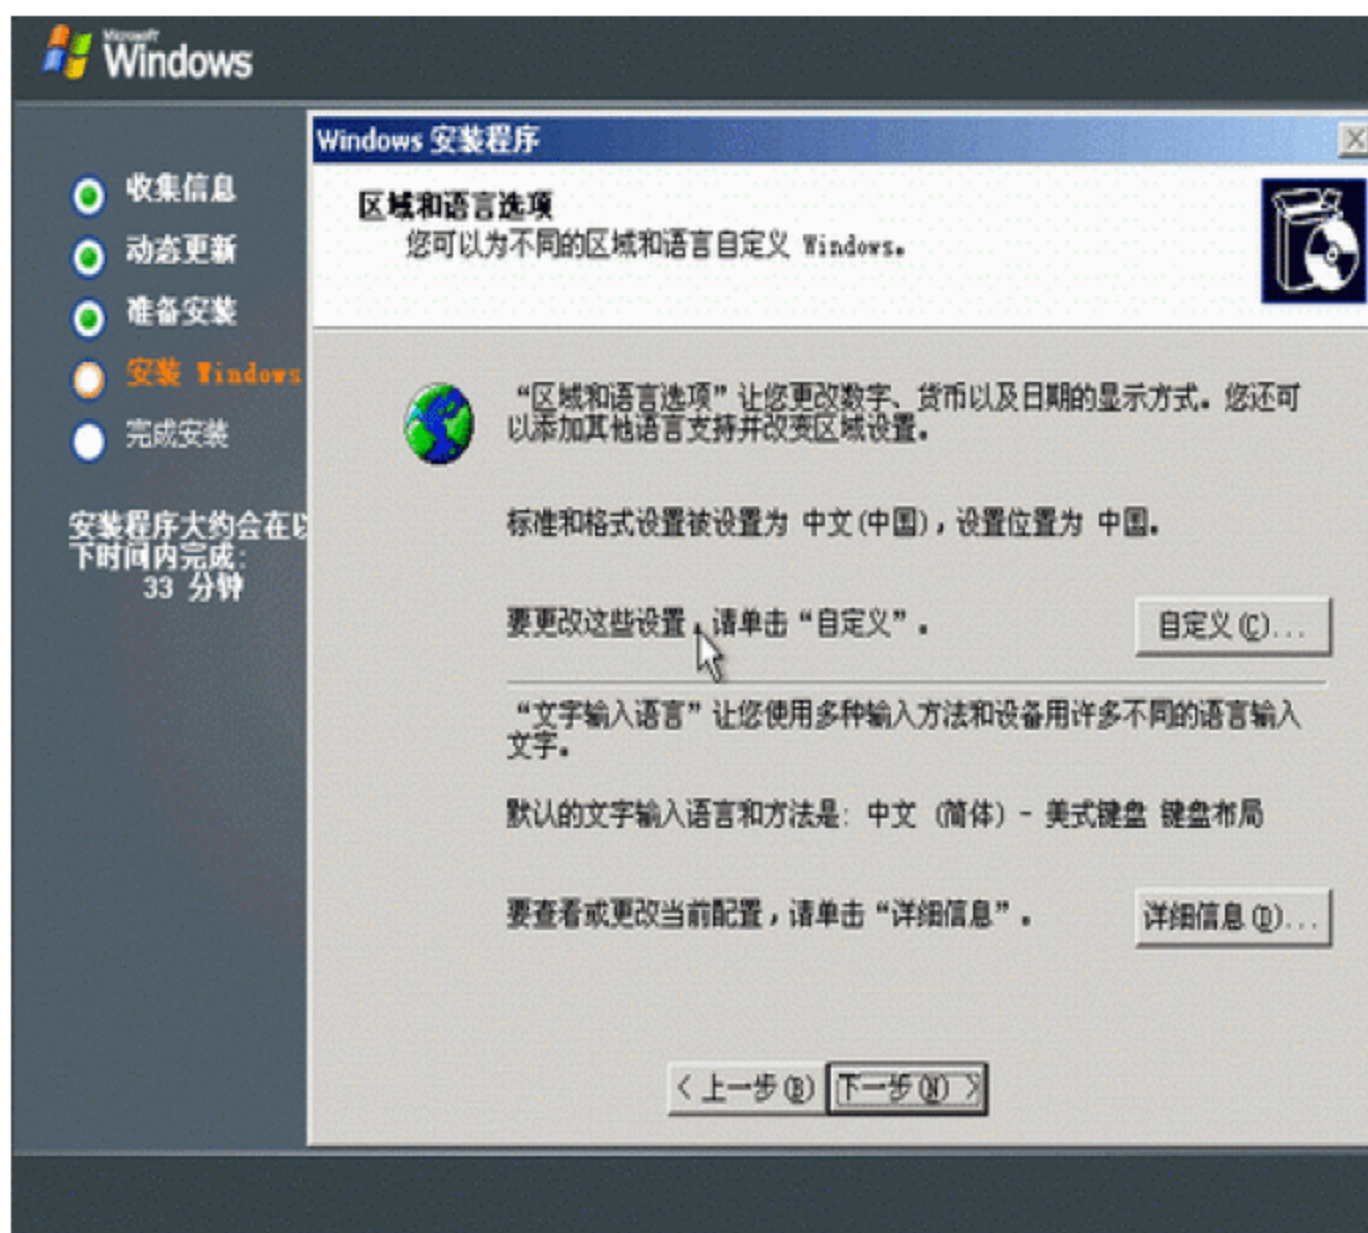 Microsoft
Windows
Windows 安装程序
收集信息
动态更新
准备安装
安装 Windows
完成安装
安装程序大约会在以
下时间内完成:
33 分钟
区域和语言选项
您可以为不同的区域和语言自定义 Windows。
“区域和语言选项”让您更改数字、货币以及日期的显示方式。您还可
以添加其他语言支持并改变区域设置。
标准和格式设置被设置为 中文(中国)，设置位置为 中国。
要更改这些设置，请单击“自定义”。
自定义(C)...
“文字输入语言”让您使用多种输入方法和设备用许多不同的语言输入
文字。
默认的文字输入语言和方法是: 中文 (简体) - 美式键盘 键盘布局
要查看或更改当前配置，请单击“详细信息”。
详细信息(D)...
< 上一步(B)
下一步(N) >